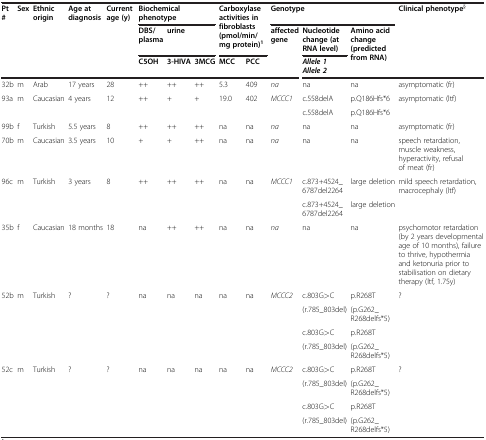 Pt # Sex Ethnic origin Age at diagnosis Current age (y) Biochemical phenotype Carboxylase activities in fibroblasts (pmol/min/mg protein)§ Genotype Clinical phenotype§
DBS/plasma urine affected gene Nucleotide change (at RNA level) Amino acid change (predicted from RNA)
C5OH 3-HIVA 3MCG MCC PCC Allele 1 Allele 2
32b m Arab 17 years 28 ++ ++ ++ 5.3 409 na na na asymptomatic (fr)
93a m Caucasian 4 years 12 ++ + + 19.0 402 MCCC1 c.558delA p.Q186Hfs*6 asymptomatic (ltf)
c.558delA p.Q186Hfs*6
99b f Turkish 5.5 years 8 ++ ++ ++ na na na na na asymptomatic (fr)
70b m Caucasian 3.5 years 10 + + ++ na na na na na speech retardation,
muscle weakness,
hyperactivity, refusal
of meat (fr)
96c m Turkish 3 years 8 ++ ++ ++ na na MCCC1 c.873+4524_ large deletion mild speech retardation,
6787del2264 macrocephaly (ltf)
c.873+4524_ large deletion
6787del2264
35b f Caucasian 18 months 18 na ++ ++ na na na na na psychomotor retardation
(by 2 years developmental
age of 10 months), failure
to thrive, hypothermia
and ketonuria prior to
stabilisation on dietary
therapy (ltf, 1.75y)
52b m Turkish ? ? na na na na na MCCC2 c.803G>C p.R268T ?
(r.785_803del) (p.G262_
R268delfs*5)
c.803G>C p.R268T
(r.785_803del) (p.G262_
R268delfs*5)
52c m Turkish ? ? na na na na na MCCC2 c.803G>C p.R268T ?
(r.785_803del) (p.G262_
R268delfs*5)
c.803G>C p.R268T
(r.785_803del) (p.G262_
R268delfs*5)